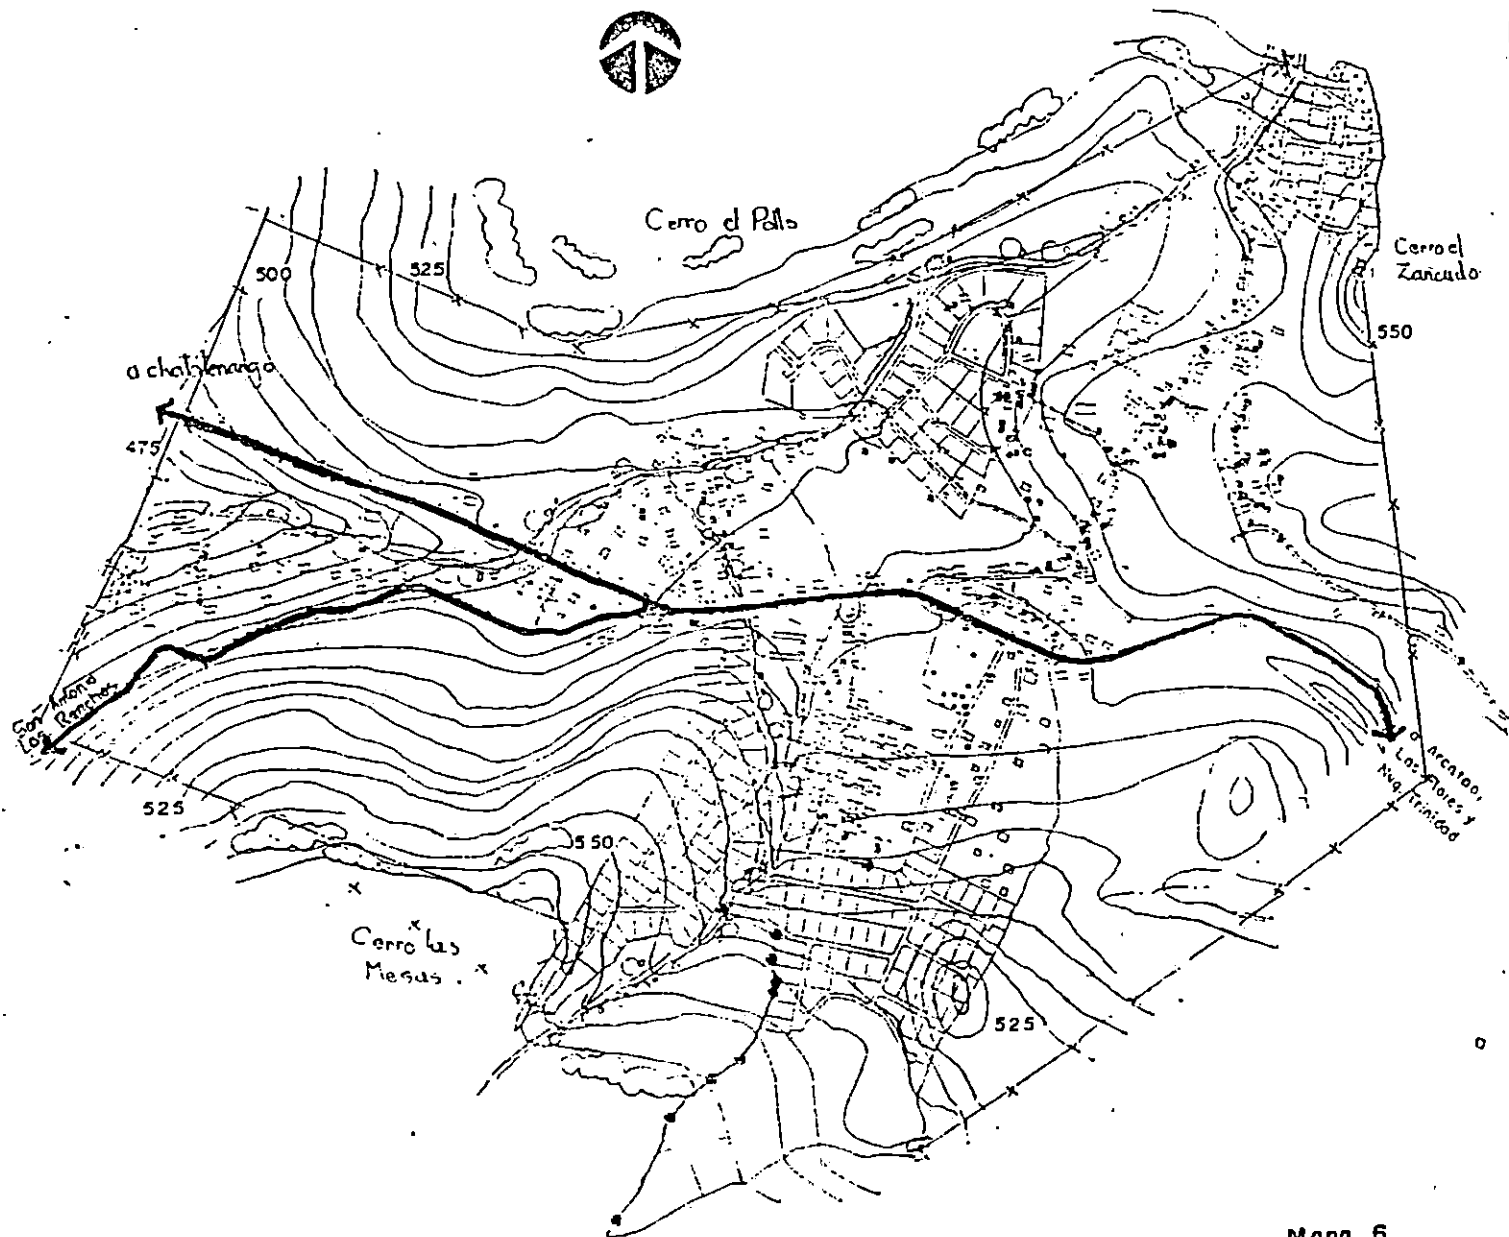 Cerro el Pollo
Cerro el
Zancudo
500
525
550
a chalatenango
475
San Antonio
Los Ranchos
525
550
Cerro las
Mesas
525
a Arcatao,
Las Flores y
Nva. Trinidad
Mapa 6